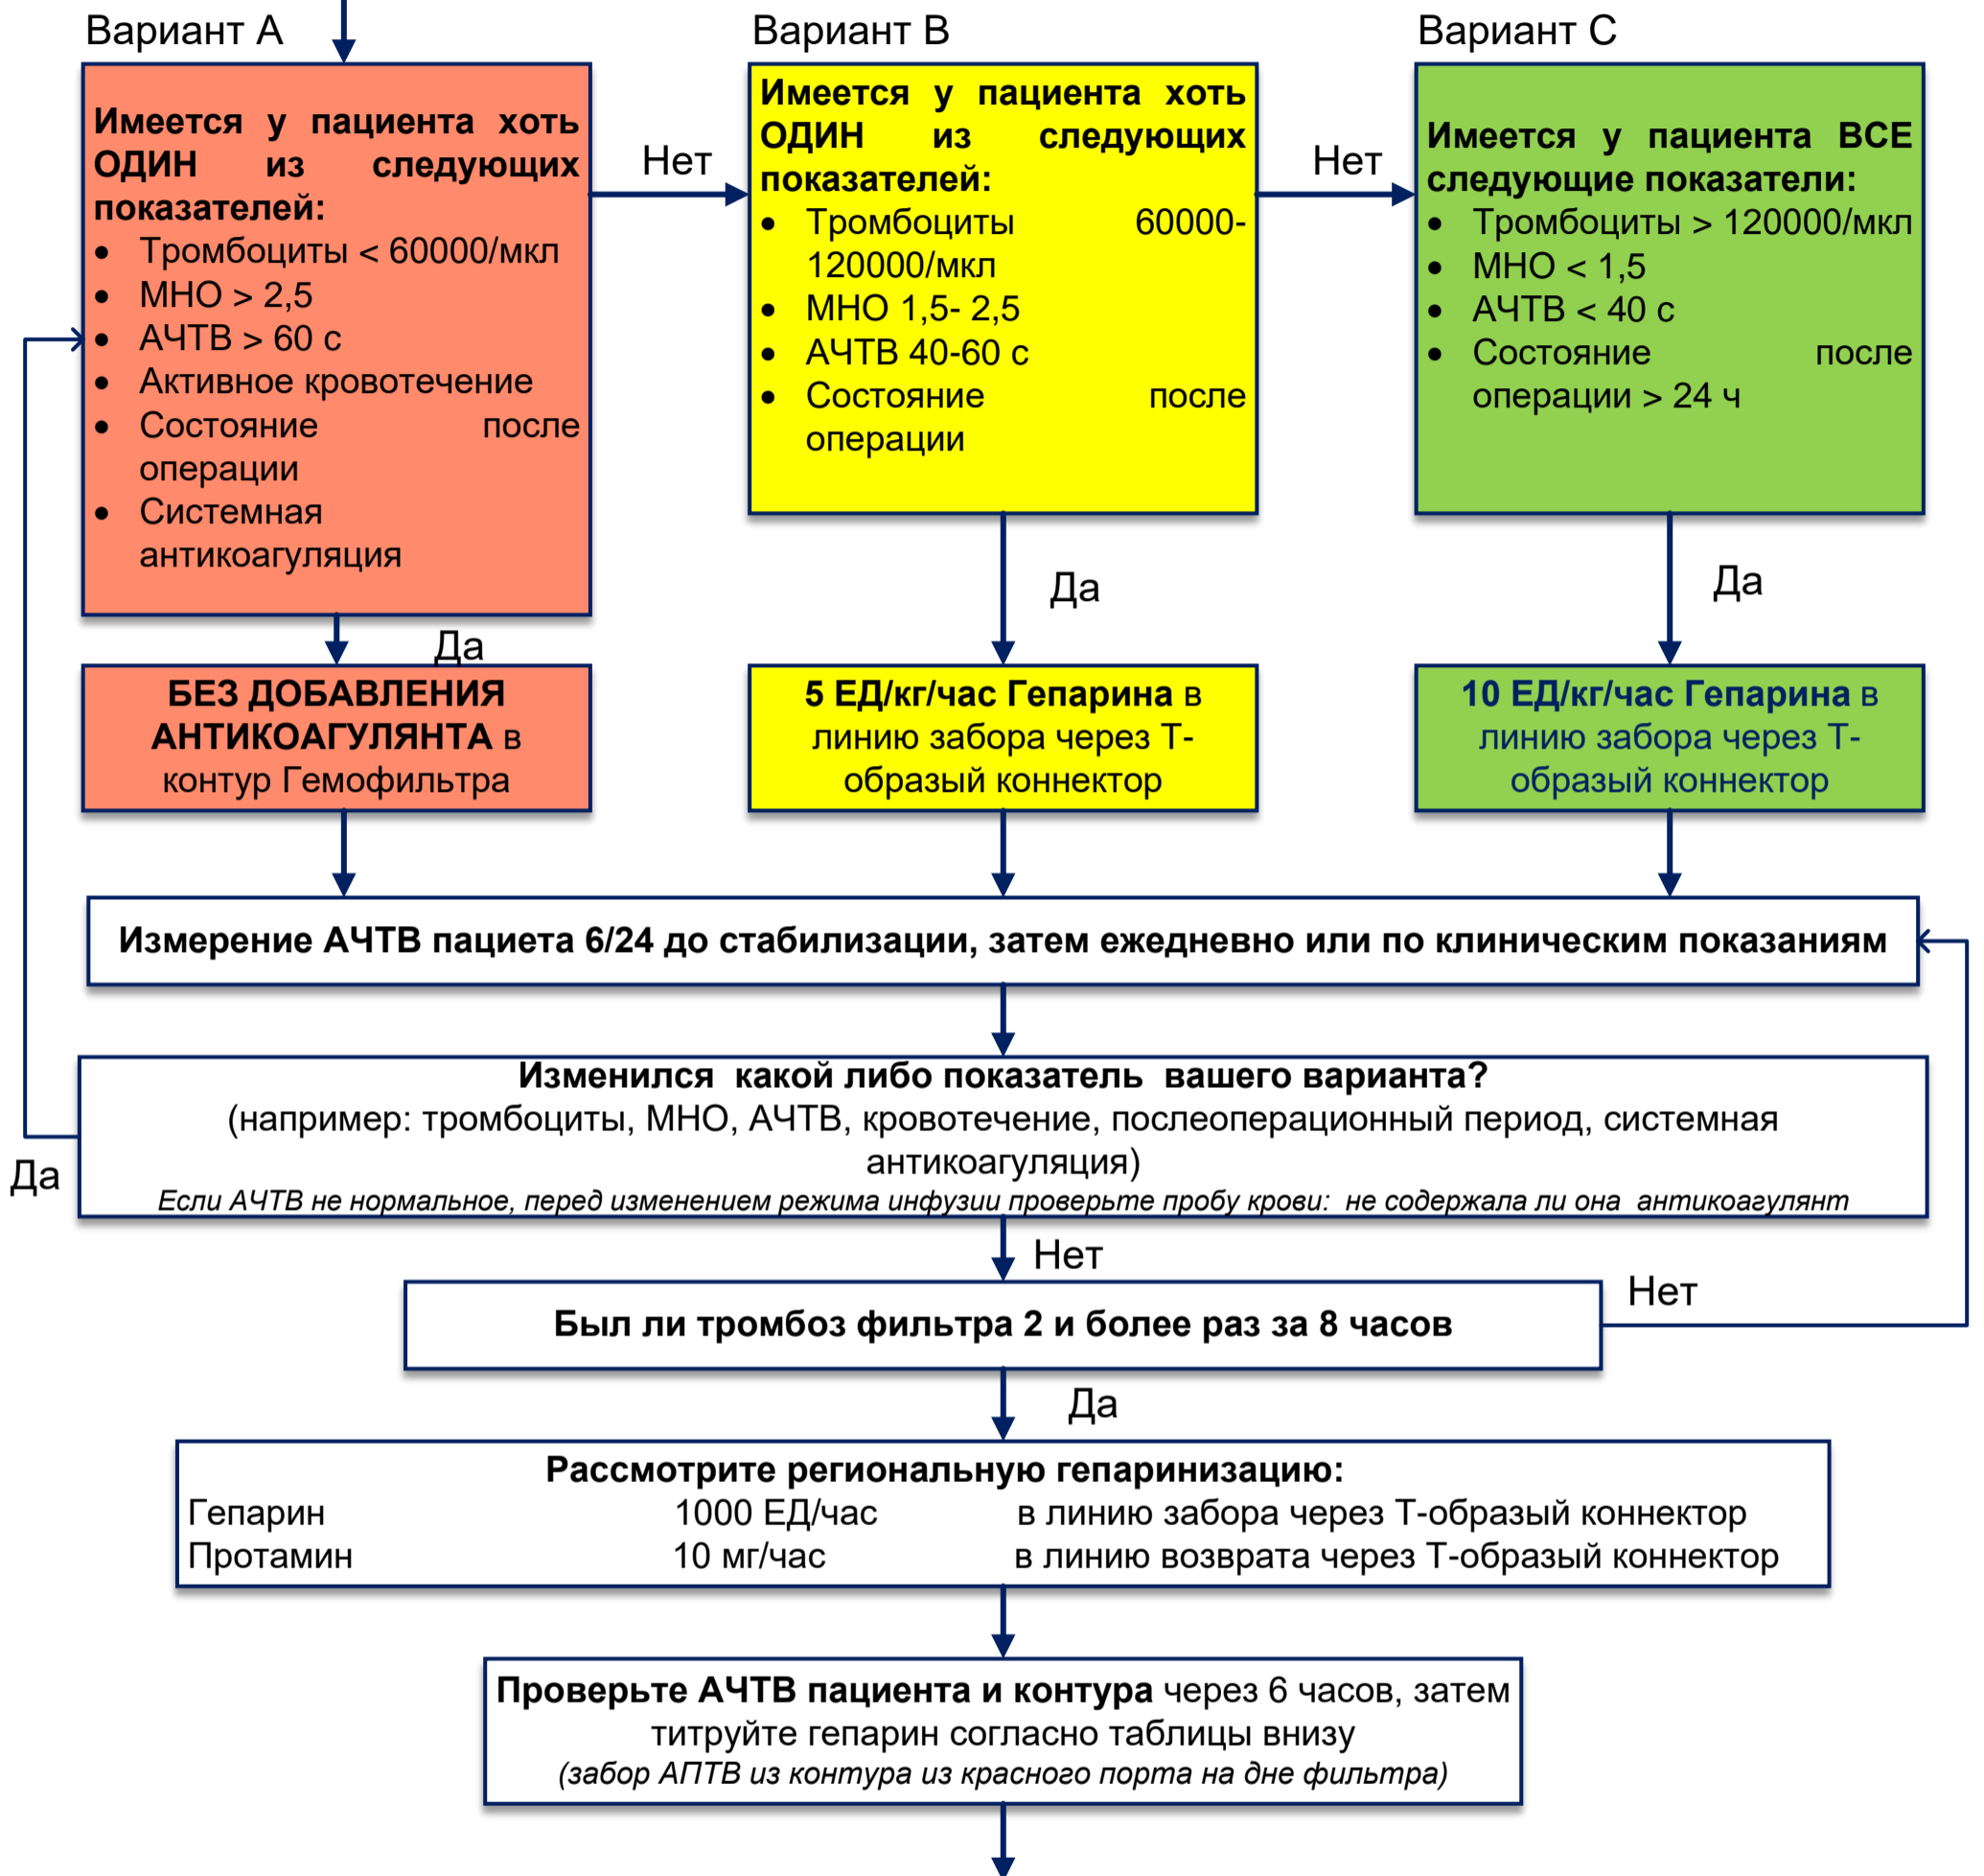 Вариант А
Имеется у пациента хоть
ОДИН из следующих
показателей:
• Тромбоциты < 60000/мкл
• МНО > 2,5
• АЧТВ > 60 с
• Активное кровотечение
• Состояние после
операции
• Системная
антикоагуляция
Нет
Вариант В
Имеется у пациента хоть
ОДИН из следующих
показателей:
• Тромбоциты 60000-
120000/мкл
• МНО 1,5- 2,5
• АЧТВ 40-60 с
• Состояние после
операции
Нет
Вариант С
Имеется у пациента ВСЕ
следующие показатели:
• Тромбоциты > 120000/мкл
• МНО < 1,5
• АЧТВ < 40 с
• Состояние после
операции > 24 ч
Да
Да
Да
БЕЗ ДОБАВЛЕНИЯ
АНТИКОАГУЛЯНТА в
контур Гемофильтра
5 ЕД/кг/час Гепарина в
линию забора через Т-
образый коннектор
10 ЕД/кг/час Гепарина в
линию забора через Т-
образый коннектор
Измерение АЧТВ пациета 6/24 до стабилизации, затем ежедневно или по клиническим показаниям
Изменился какой либо показатель вашего варианта?
(например: тромбоциты, МНО, АЧТВ, кровотечение, послеоперационный период, системная
антикоагуляция)
Если АЧТВ не нормальное, перед изменением режима инфузии проверьте пробу крови: не содержала ли она антикоагулянт
Да
Нет
Был ли тромбоз фильтра 2 и более раз за 8 часов
Нет
Да
Рассмотрите региональную гепаринизацию:
Гепарин 1000 ЕД/час в линию забора через Т-образый коннектор
Протамин 10 мг/час в линию возврата через Т-образый коннектор
Проверьте АЧТВ пациента и контура через 6 часов, затем
титруйте гепарин согласно таблицы внизу
(забор АПТВ из контура из красного порта на дне фильтра)